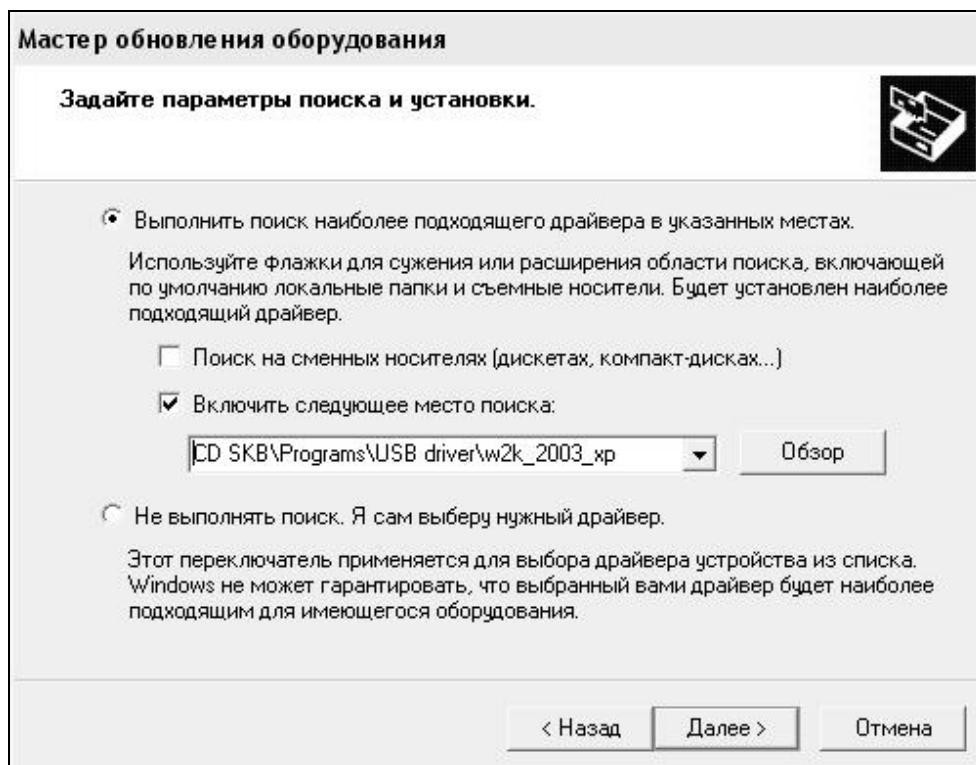 Мастер обновления оборудования
Задайте параметры поиска и установки.
Выполнить поиск наиболее подходящего драйвера в указанных местах.
Используйте флажки для сужения или расширения области поиска, включающей
по умолчанию локальные папки и съемные носители. Будет установлен наиболее
подходящий драйвер.
Поиск на сменных носителях (дискетах, компакт-дисках...)
Включить следующее место поиска:
CD SKB\Programs\USB driver\w2k_2003_xp
Обзор
Не выполнять поиск. Я сам выберу нужный драйвер.
Этот переключатель применяется для выбора драйвера устройства из списка.
Windows не может гарантировать, что выбранный вами драйвер будет наиболее
подходящим для имеющегося оборудования.
< Назад Далее > Отмена